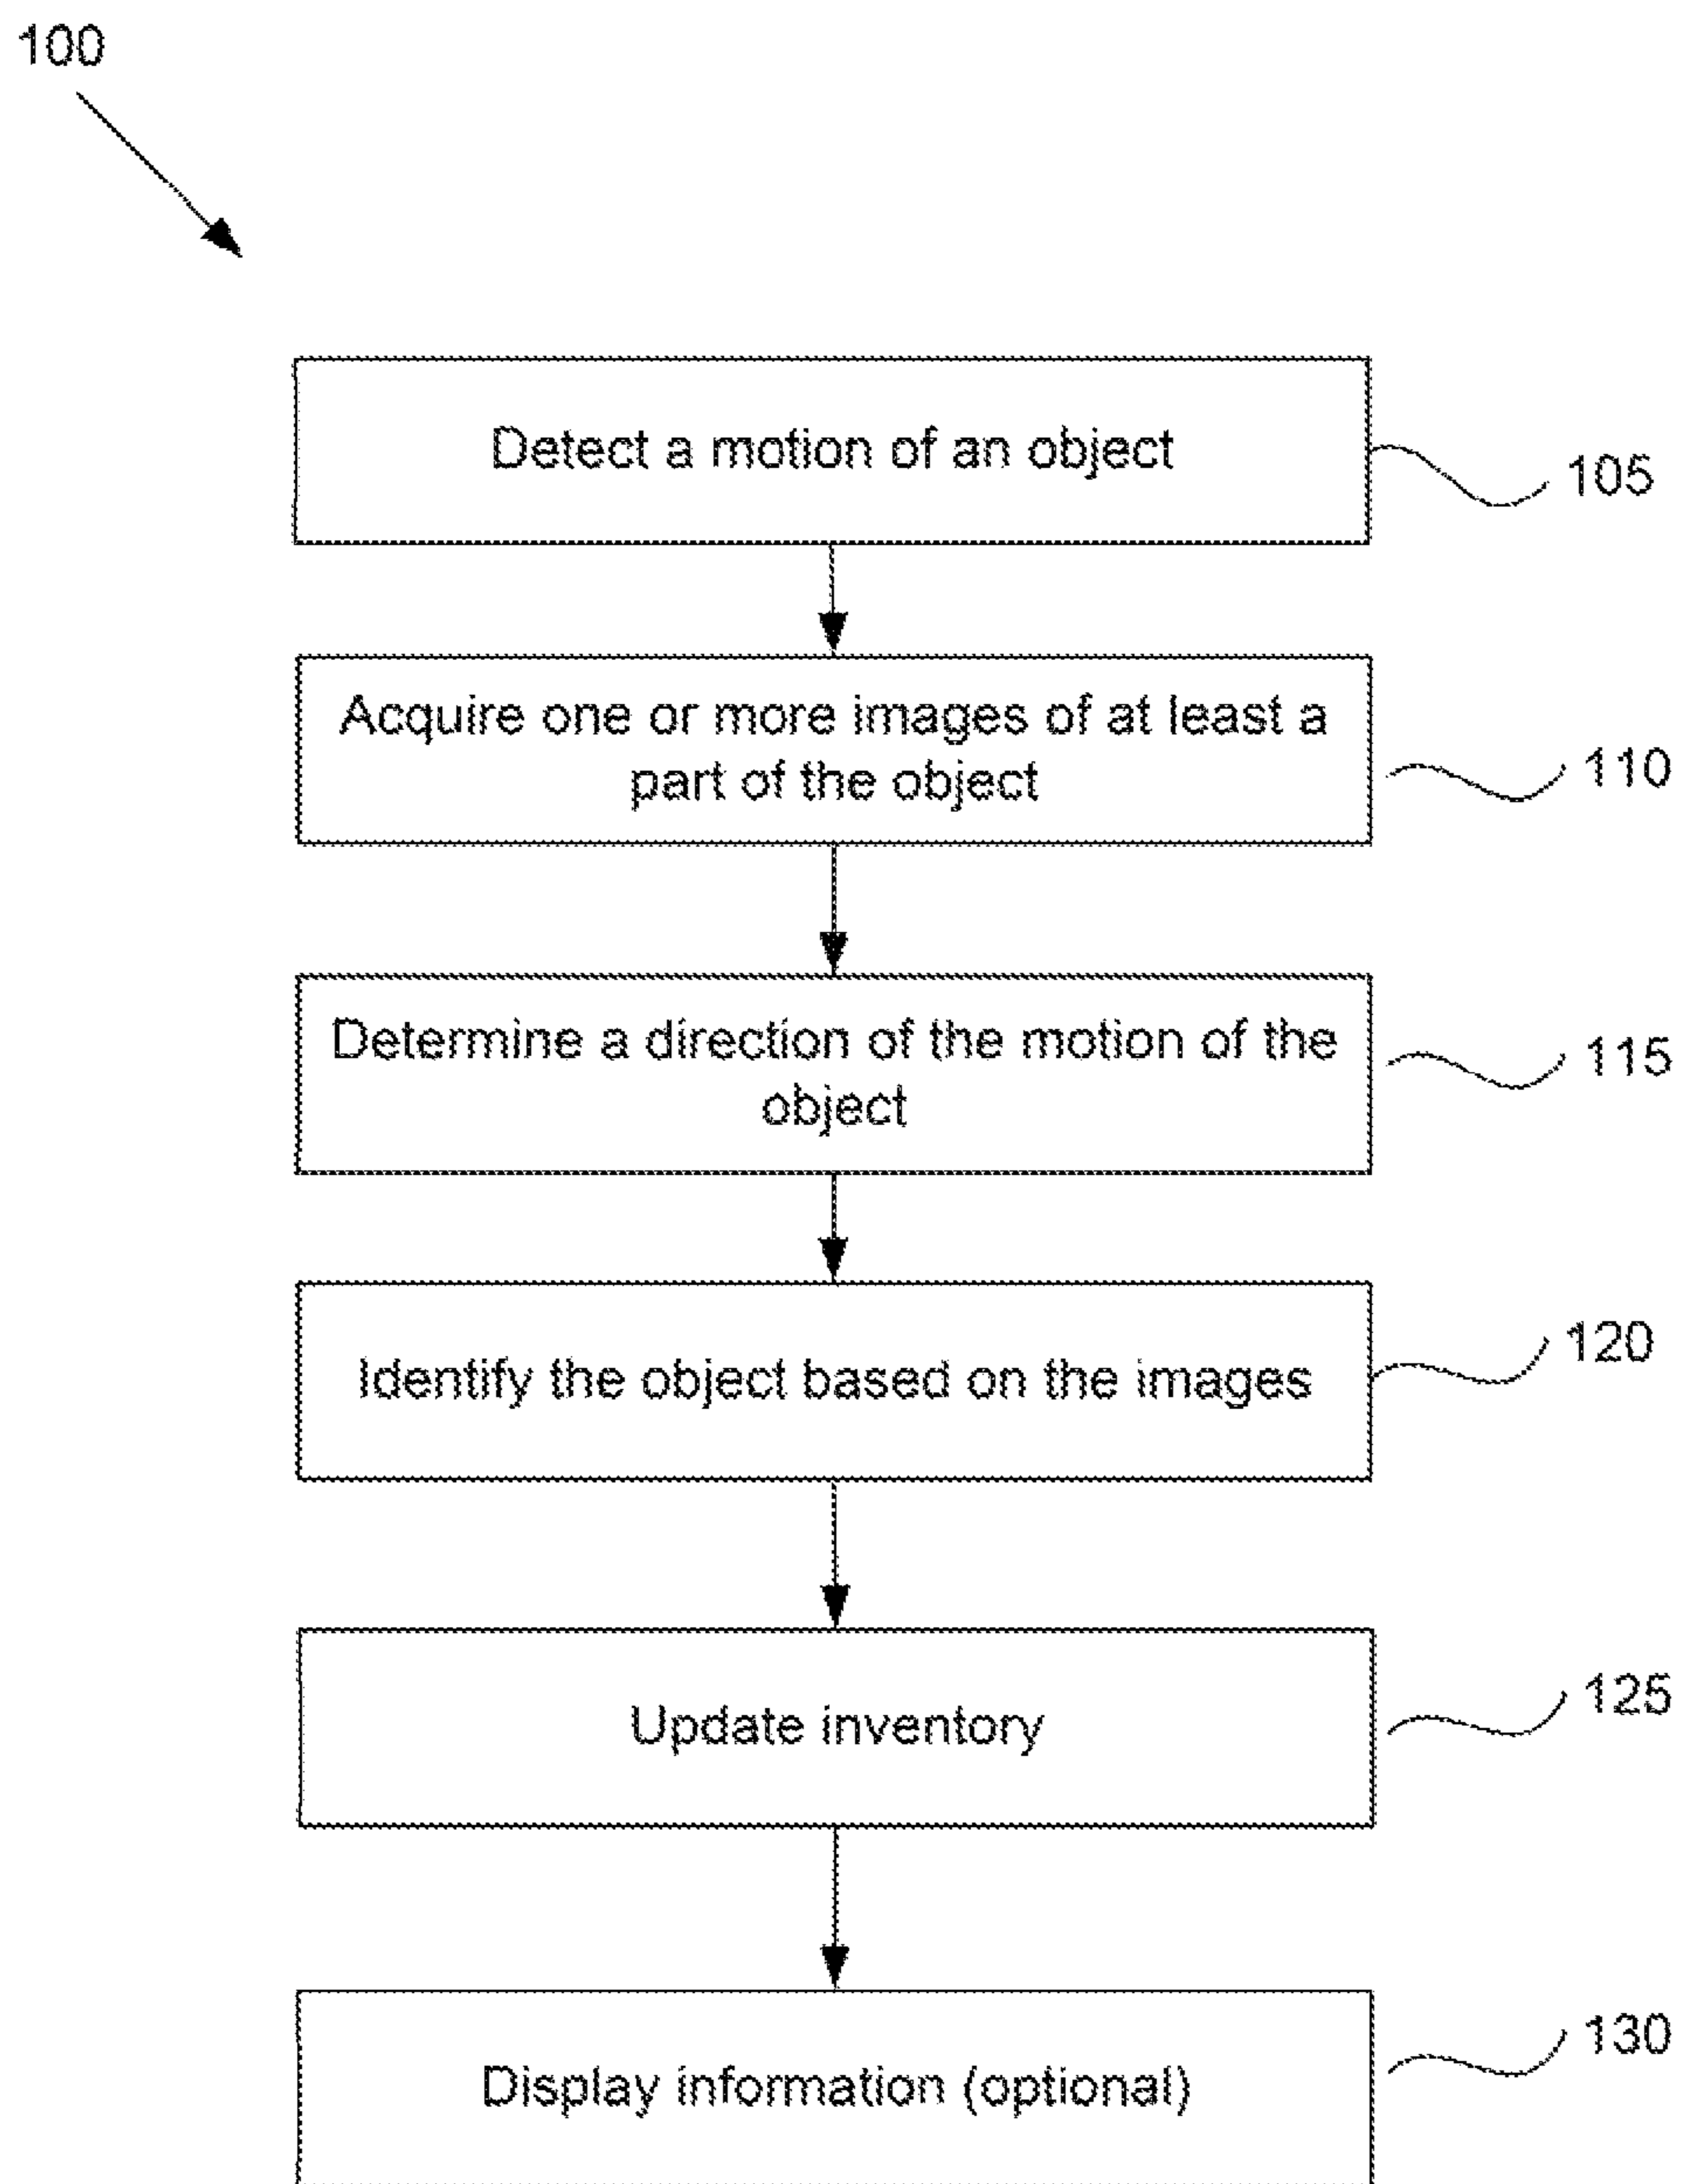 100
Detect a motion of an object
105
Acquire one or more images of at least a
part of the object
110
Determine a direction of the motion of the
object
115
Identify the object based on the images
120
Update inventory
125
Display information (optional)
130